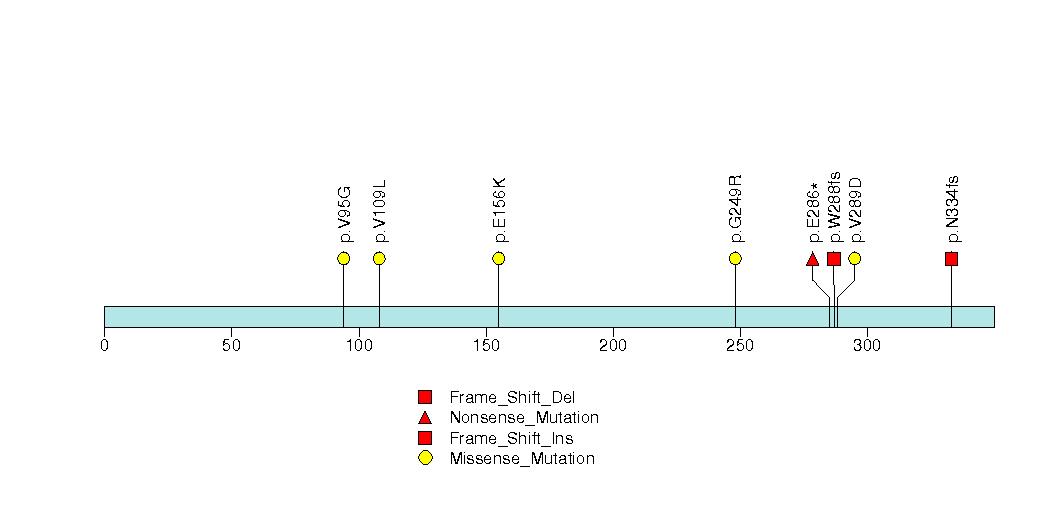 p.V95G
p.V109L
p.E156K
p.G249R
p.E286*
p.W288fs
p.V289D
p.N334fs
0 50 100 150 200 250 300
Frame_Shift_Del
Nonsense_Mutation
Frame_Shift_Ins
Missense_Mutation